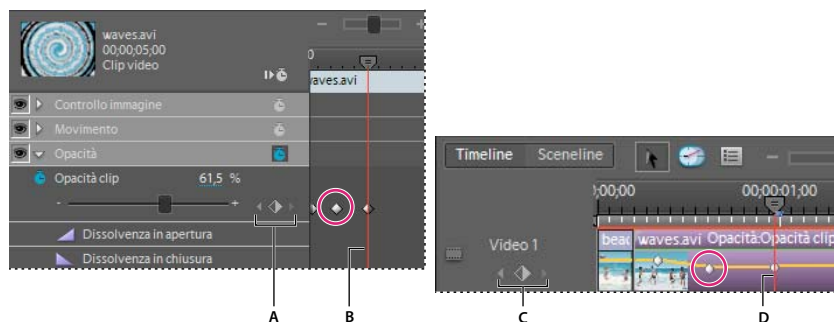 waves.avi
00;00;05;00
Clip video
0
waves.avi
Controllo immagine
Movimento
Opacità
Opacità clip 61,5 %
- +
Dissolvenza in apertura
Dissolvenza in chiusura
A B
Timeline Sceneline
;00;00 00;00;01;00
Video 1
beac waves.avi Opacità:Opacità clip
C D